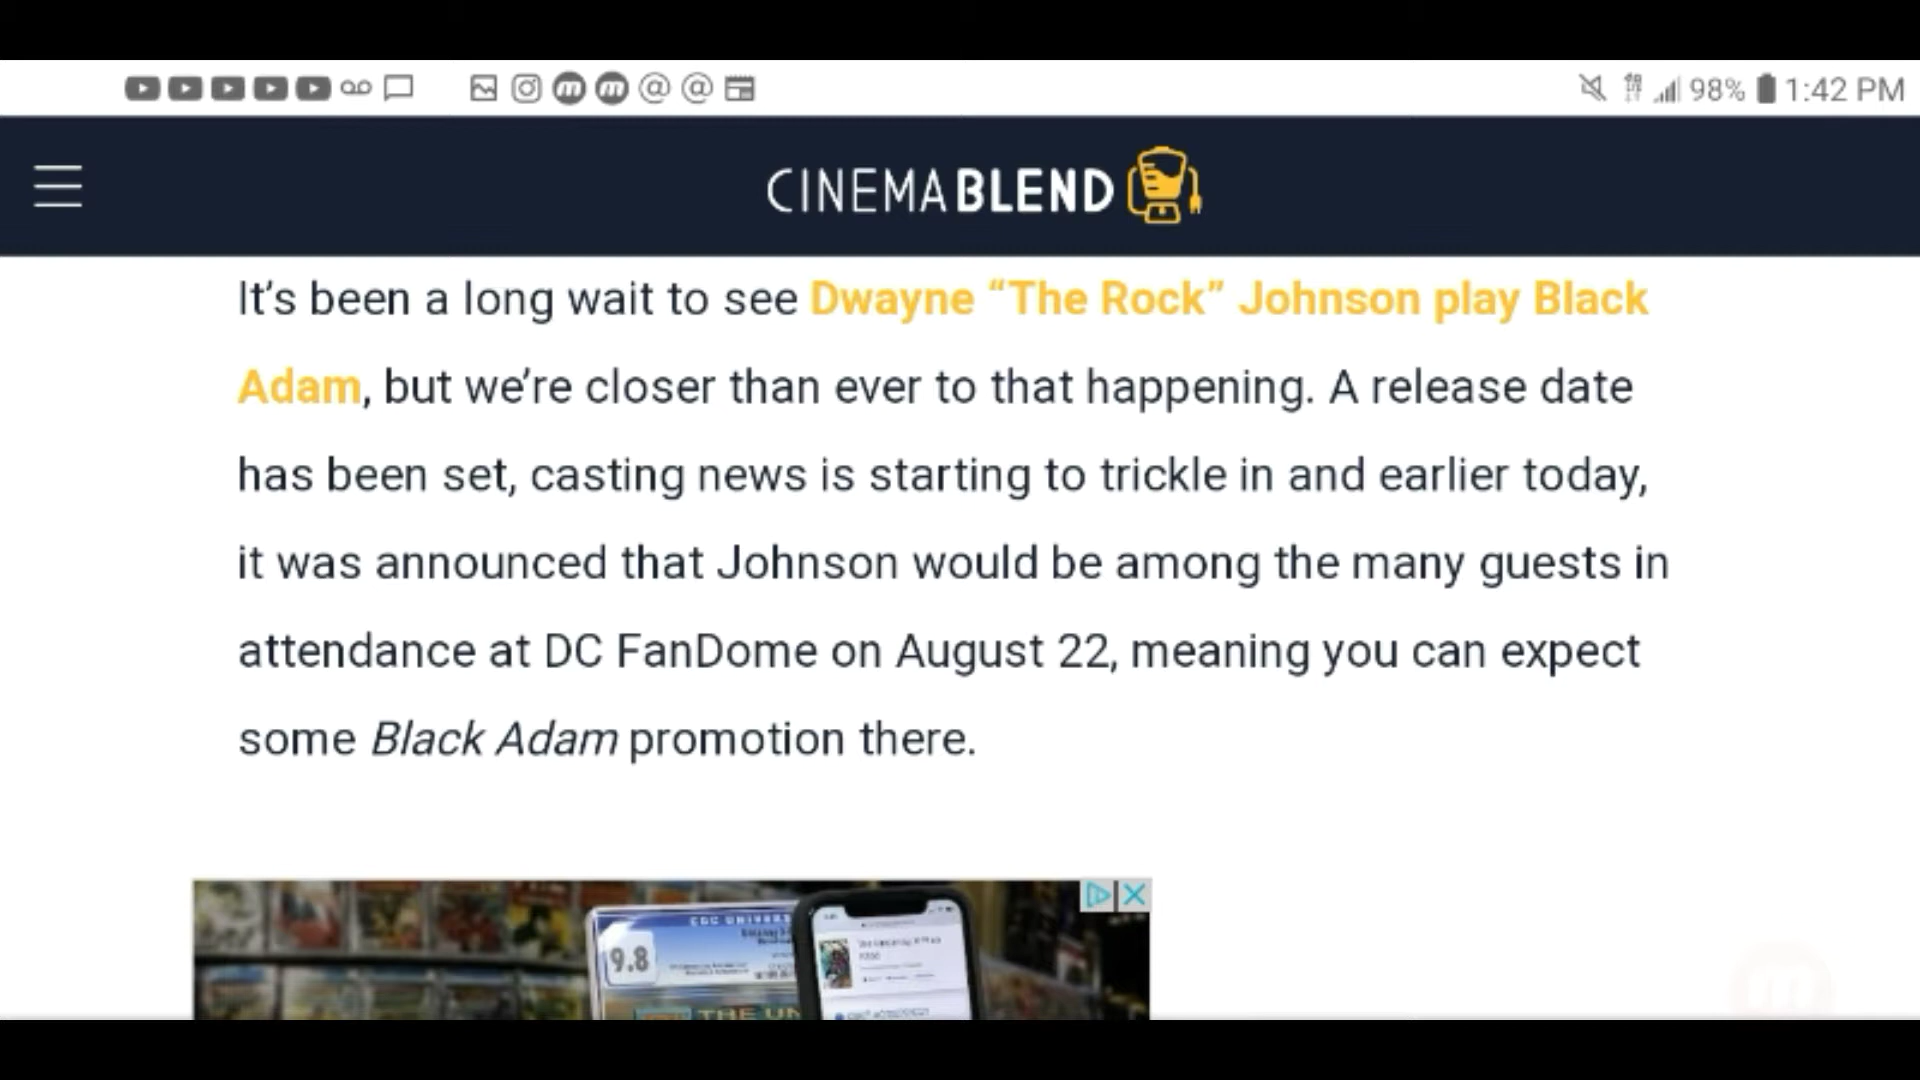 98% 1:42 PM
CINEMABLEND
It's been a long wait to see Dwayne “The Rock” Johnson play Black
Adam, but we're closer than ever to that happening. A release date
has been set, casting news is starting to trickle in and earlier today,
it was announced that Johnson would be among the many guests in
attendance at DC FanDome on August 22, meaning you can expect
some Black Adam promotion there.
9.8
THE